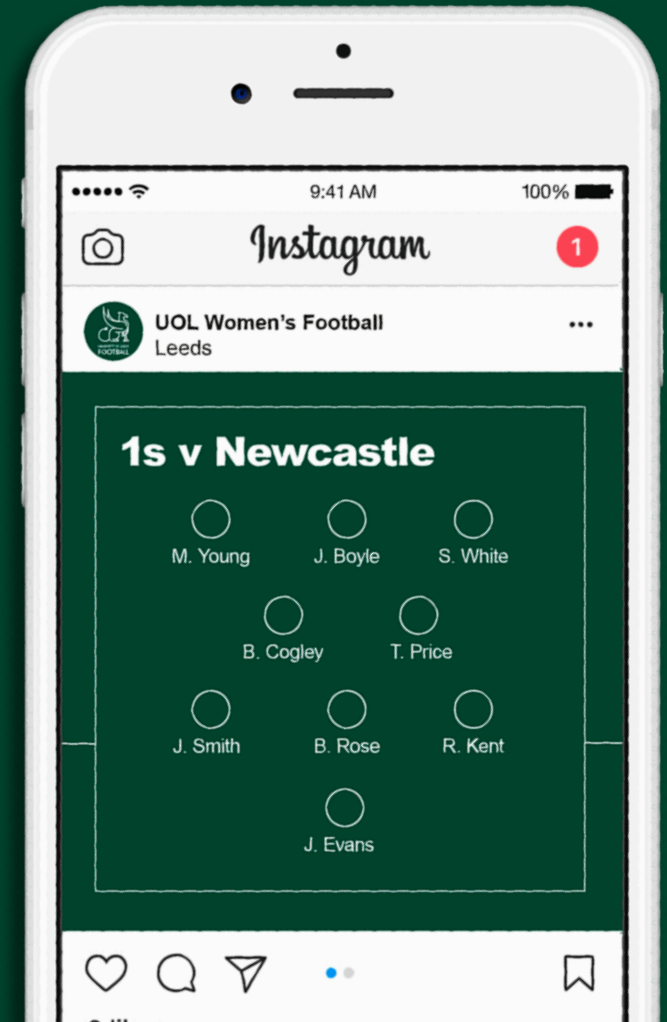 9:41 AM 100%
Instagram 1
UOL Women's Football
Leeds
FOOTBALL
1s v Newcastle
M. Young J. Boyle S. White
B. Cogley T. Price
J. Smith B. Rose R. Kent
J. Evans